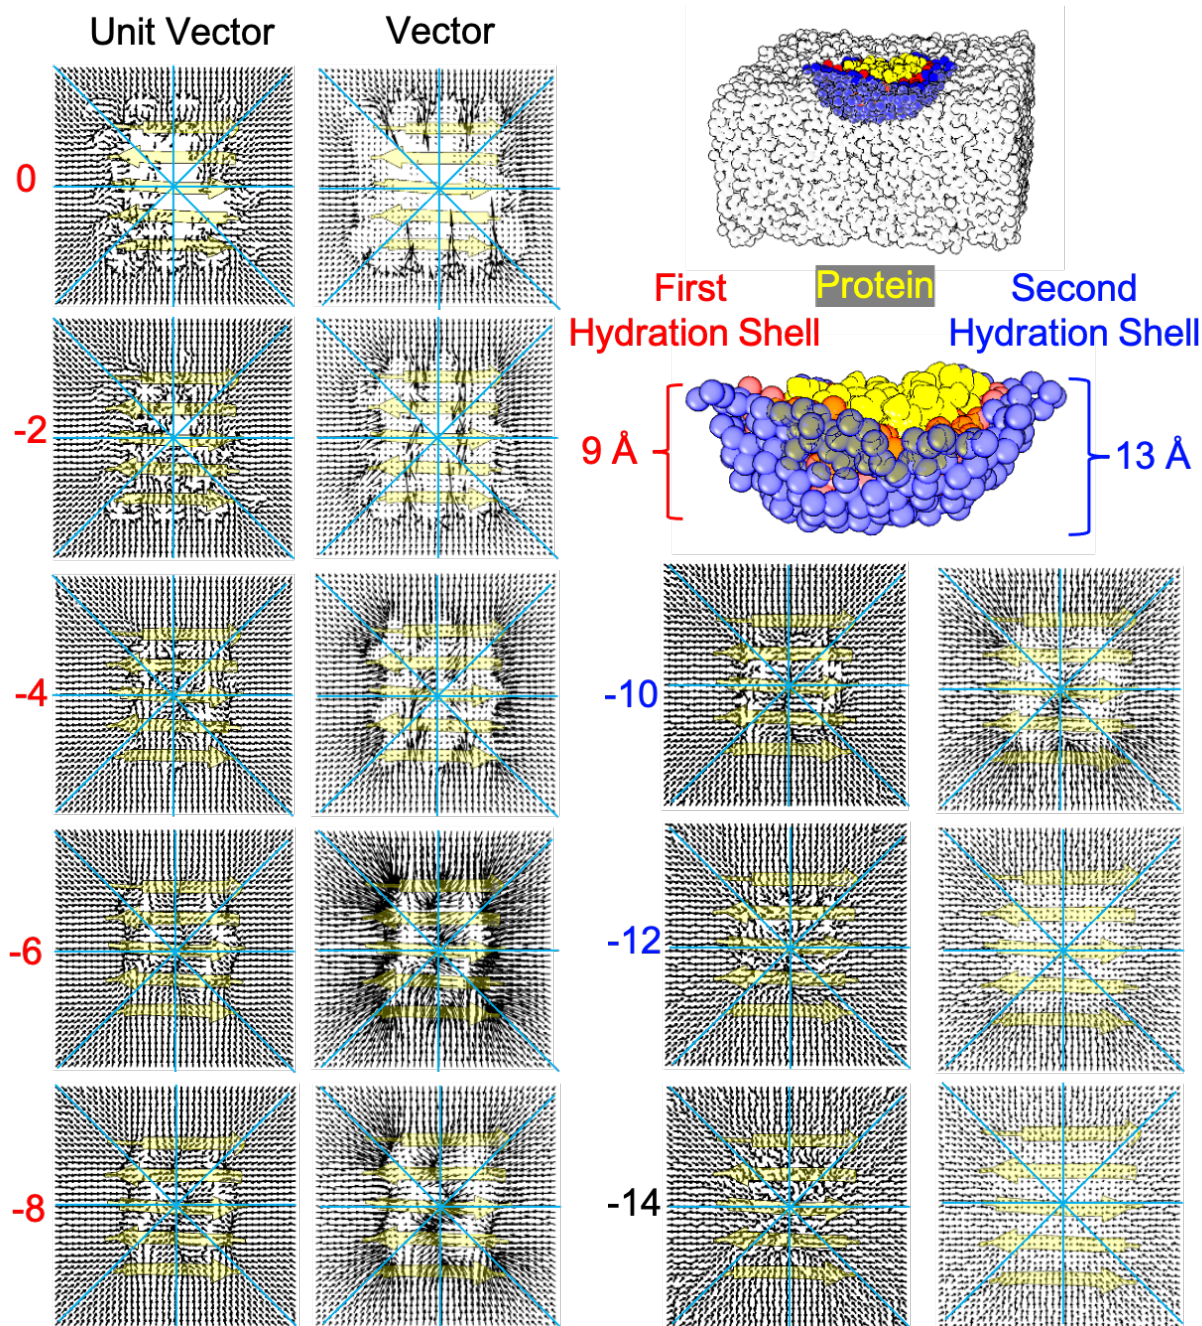 Unit Vector
Vector
0
-2
-4
-6
-8
First
Hydration Shell
Protein
Second
Hydration Shell
9 Å
13 Å
-10
-12
-14